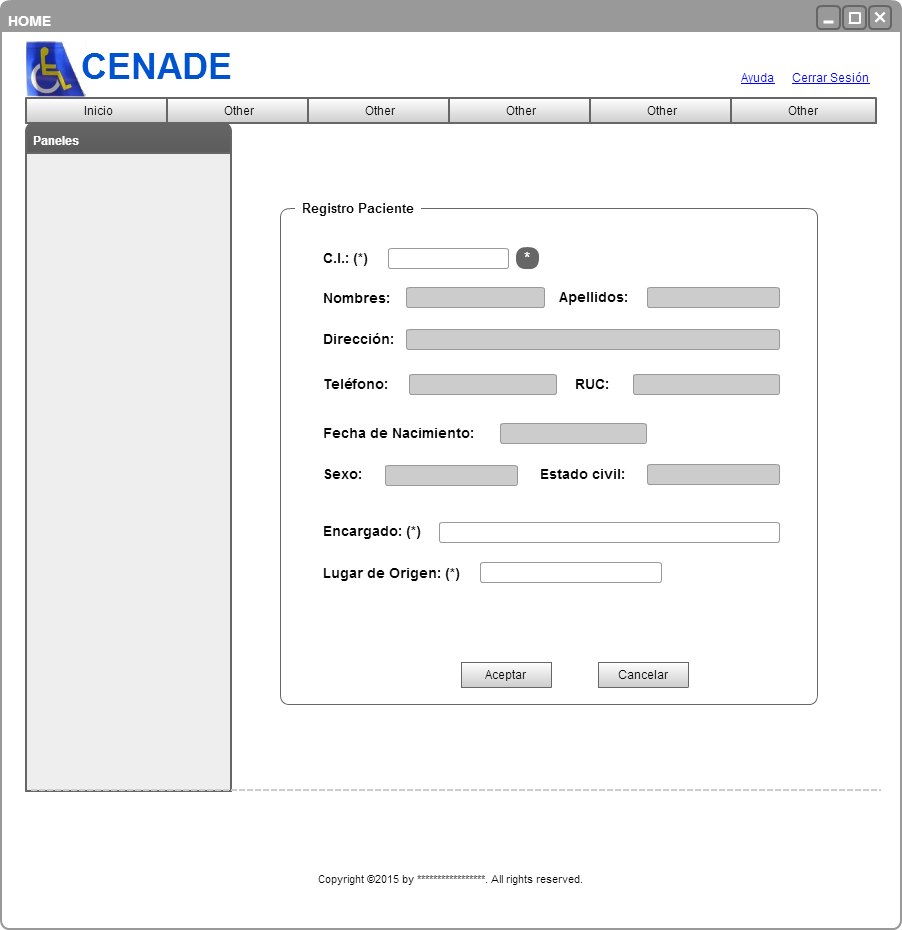 HOME
CENADE
Ayuda Cerrar Sesión
Inicio Other Other Other Other Other
Paneles
Registro Paciente
C.I.: (*) *
Nombres: Apellidos:
Dirección:
Teléfono: RUC:
Fecha de Nacimiento:
Sexo: Estado civil:
Encargado: (*)
Lugar de Origen: (*)
Aceptar Cancelar
Copyright ©2015 by *****************. All rights reserved.